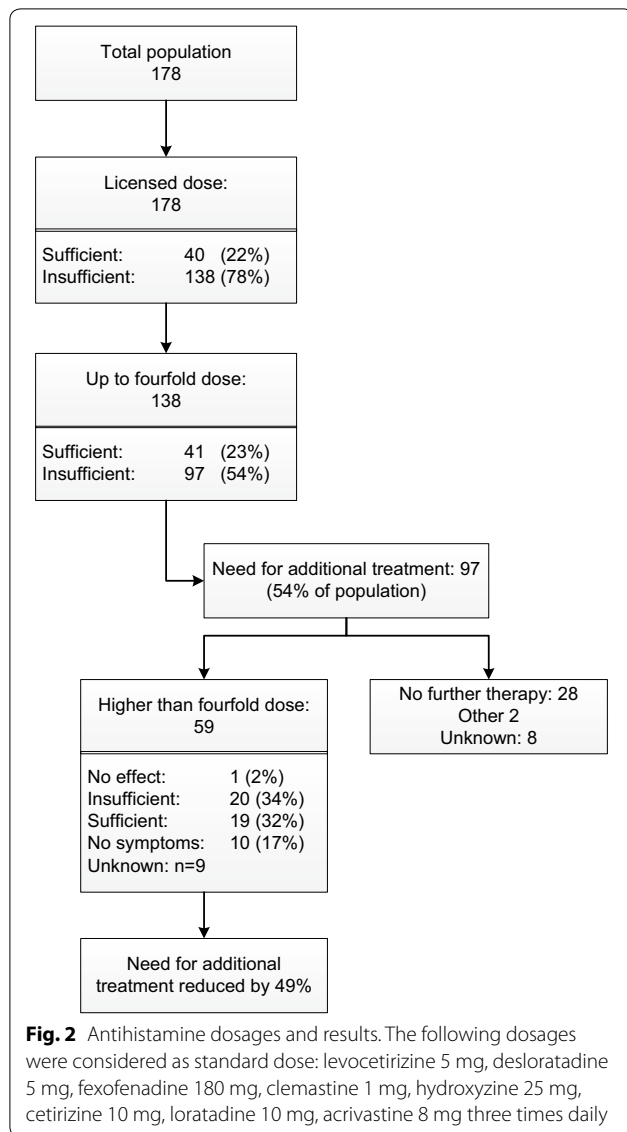 Total population
178
Licensed dose:
178
Sufficient: 40 (22%)
Insufficient: 138 (78%)
Up to fourfold dose:
138
Sufficient: 41 (23%)
Insufficient: 97 (54%)
Need for additional treatment: 97
(54% of population)
Higher than fourfold dose:
59
No effect: 1 (2%)
Insufficient: 20 (34%)
Sufficient: 19 (32%)
No symptoms: 10 (17%)
Unknown: n=9
No further therapy: 28
Other 2
Unknown: 8
Need for additional
treatment reduced by 49%
Fig. 2 Antihistamine dosages and results. The following dosages
were considered as standard dose: levocetirizine 5 mg, desloratadine
5 mg, fexofenadine 180 mg, clemastine 1 mg, hydroxyzine 25 mg,
cetirizine 10 mg, loratadine 10 mg, acrivastine 8 mg three times daily